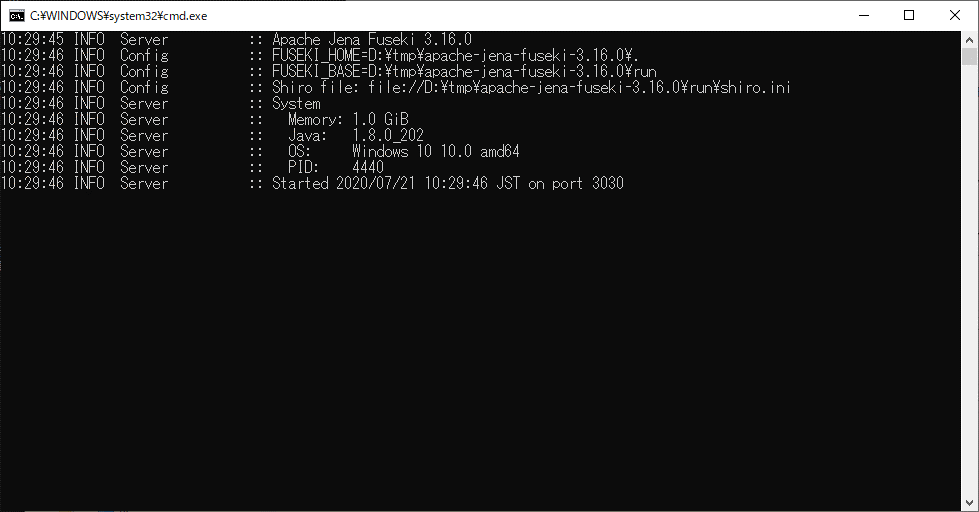 C:¥WINDOWS¥system32¥cmd.exe
10:29:45 INFO  Server          :: Apache Jena Fuseki 3.16.0
10:29:46 INFO  Config          :: FUSEKI_HOME=D:¥tmp¥apache-jena-fuseki-3.16.0¥.
10:29:46 INFO  Config          :: FUSEKI_BASE=D:¥tmp¥apache-jena-fuseki-3.16.0¥run
10:29:46 INFO  Config          :: Shiro file: file://D:¥tmp¥apache-jena-fuseki-3.16.0¥run¥shiro.ini
10:29:46 INFO  Server          :: System
10:29:46 INFO  Server          ::   Memory: 1.0 GiB
10:29:46 INFO  Server          ::   Java:   1.8.0_202
10:29:46 INFO  Server          ::   OS:     Windows 10 10.0 amd64
10:29:46 INFO  Server          ::   PID:    4440
10:29:46 INFO  Server          :: Started 2020/07/21 10:29:46 JST on port 3030